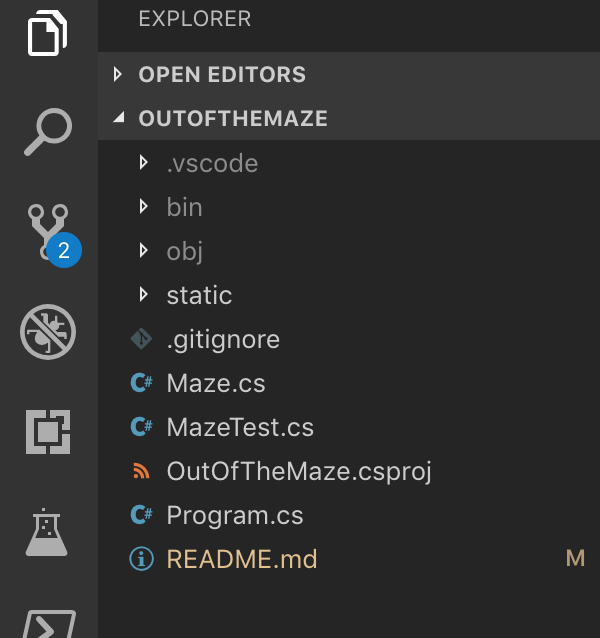 EXPLORER
OPEN EDITORS
OUTOFTHEMAZE
.vscode
bin
2
obj
static
.gitignore
C# Maze.cs
C# MazeTest.cs
OutOfTheMaze.csproj
C# Program.cs
i README.md M